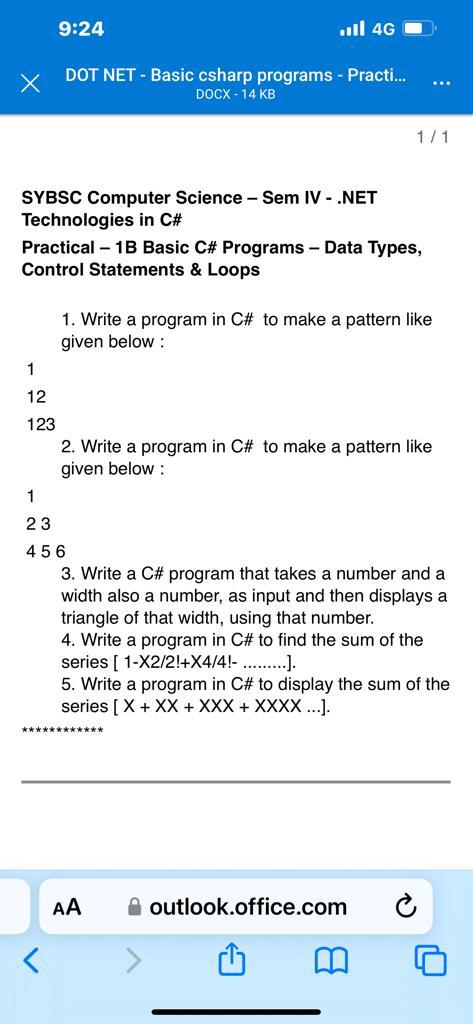 9:24
4G
DOT NET - Basic csharp programs - Practi...
DOCX - 14 KB
1 / 1
SYBSC Computer Science – Sem IV - .NET
Technologies in C#
Practical – 1B Basic C# Programs – Data Types,
Control Statements & Loops
1. Write a program in C#  to make a pattern like
given below :
1
12
123
2. Write a program in C#  to make a pattern like
given below :
1
2 3
4 5 6
3. Write a C# program that takes a number and a
width also a number, as input and then displays a
triangle of that width, using that number.
4. Write a program in C# to find the sum of the
series [ 1-X2/2!+X4/4!- .........].
5. Write a program in C# to display the sum of the
series [ X + XX + XXX + XXXX ...].
************
AA
outlook.office.com